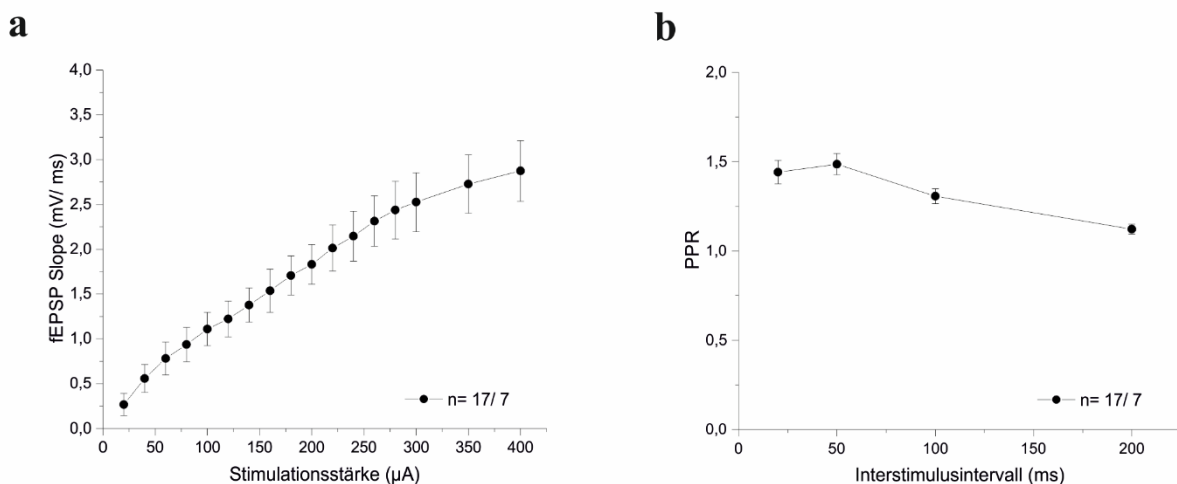 a
fEPSP Slope (mV/ ms)
4,0
3,5
3,0
2,5
2,0
1,5
1,0
0,5
0,0
n= 17/ 7
0 50 100 150 200 250 300 350 400
Stimulationsstärke (µA)
b
PPR
2,0
1,5
1,0
0,5
0,0
n= 17/ 7
0 50 100 150 200
Interstimulusintervall (ms)